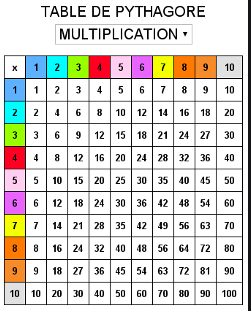 TABLE DE PYTHAGORE
MULTIPLICATION ▾
x 1 2 3 4 5 6 7 8 9 10
1 1 2 3 4 5 6 7 8 9 10
2 2 4 6 8 10 12 14 16 18 20
3 3 6 9 12 15 18 21 24 27 30
4 4 8 12 16 20 24 28 32 36 40
5 5 10 15 20 25 30 35 40 45 50
6 6 12 18 24 30 36 42 48 54 60
7 7 14 21 28 35 42 49 56 63 70
8 8 16 24 32 40 48 56 64 72 80
9 9 18 27 36 45 54 63 72 81 90
10 10 20 30 40 50 60 70 80 90 100